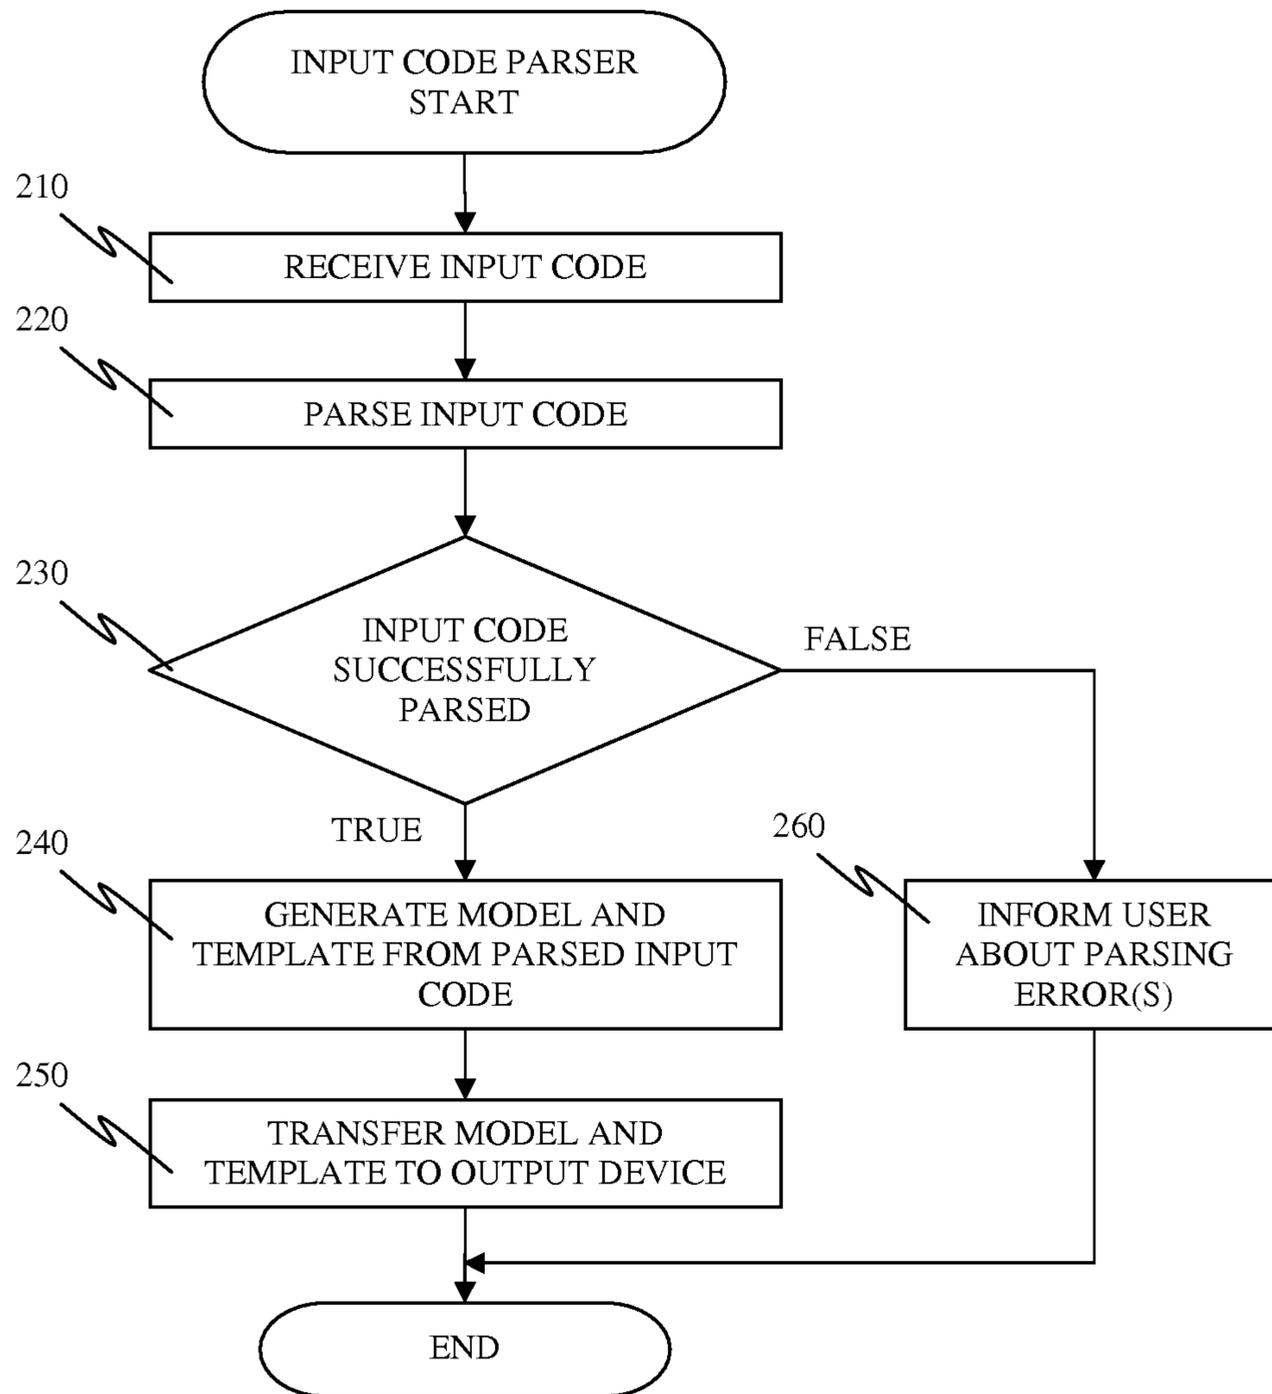 INPUT CODE PARSER
START
210
RECEIVE INPUT CODE
220
PARSE INPUT CODE
230
INPUT CODE
SUCCESSFULLY
PARSED
FALSE
TRUE
240
GENERATE MODEL AND
TEMPLATE FROM PARSED INPUT
CODE
260
INFORM USER
ABOUT PARSING
ERROR(S)
250
TRANSFER MODEL AND
TEMPLATE TO OUTPUT DEVICE
END